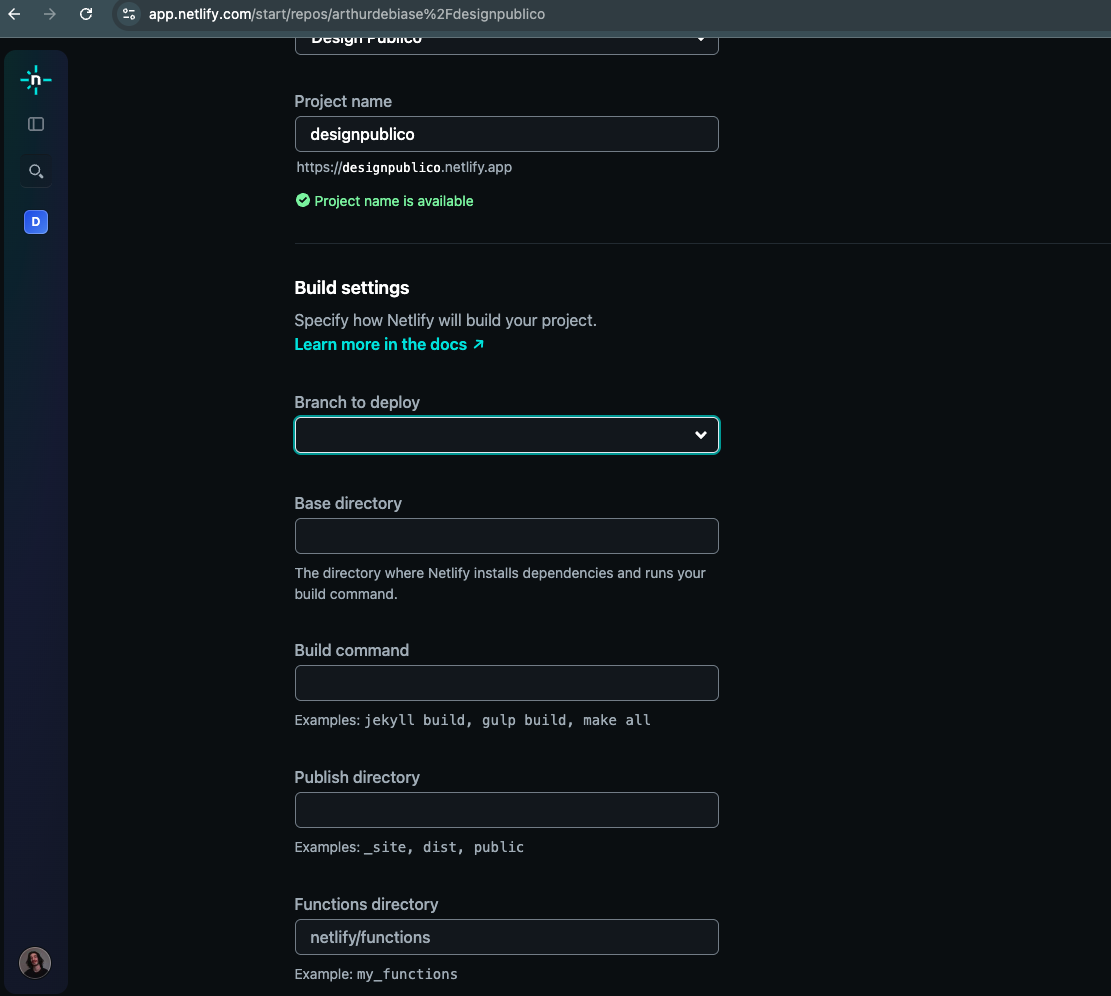 app.netlify.com/start/repos/arthurdebiase%2Fdesignpublico
Design Publico
Project name
designpublico
https://designpublico.netlify.app
Project name is available
Build settings
Specify how Netlify will build your project.
Learn more in the docs ↗
Branch to deploy
Base directory
The directory where Netlify installs dependencies and runs your
build command.
Build command
Examples: jekyll build, gulp build, make all
Publish directory
Examples: _site, dist, public
Functions directory
netlify/functions
Example: my_functions
n
D